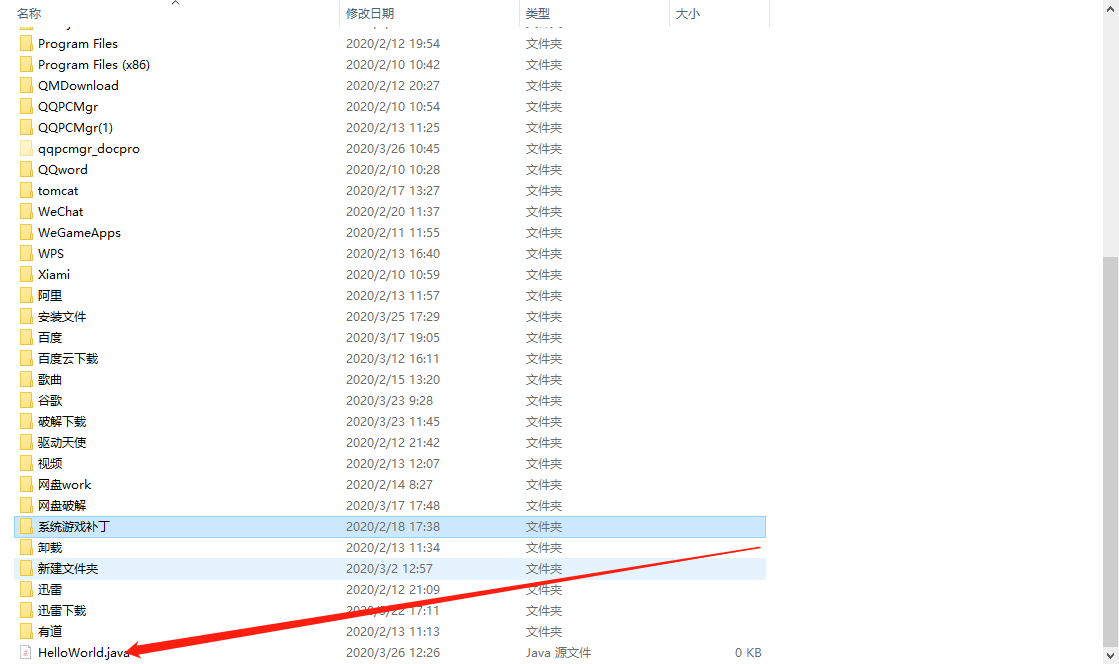 名称 修改日期 类型 大小
Program Files 2020/2/12 19:54 文件夹
Program Files (x86) 2020/2/10 10:42 文件夹
QMDownload 2020/2/12 20:27 文件夹
QQPCMgr 2020/2/10 10:54 文件夹
QQPCMgr(1) 2020/2/13 11:25 文件夹
qqpcmgr_docpro 2020/3/26 10:45 文件夹
QQword 2020/2/10 10:28 文件夹
tomcat 2020/2/17 13:27 文件夹
WeChat 2020/2/20 11:37 文件夹
WeGameApps 2020/2/11 11:55 文件夹
WPS 2020/2/13 16:40 文件夹
Xiami 2020/2/10 10:59 文件夹
阿里 2020/2/13 11:57 文件夹
安装文件 2020/3/25 17:29 文件夹
百度 2020/3/17 19:05 文件夹
百度云下载 2020/3/12 16:11 文件夹
歌曲 2020/2/15 13:20 文件夹
谷歌 2020/3/23 9:28 文件夹
破解下载 2020/3/23 11:45 文件夹
驱动天使 2020/2/12 21:42 文件夹
视频 2020/2/13 12:07 文件夹
网盘work 2020/2/14 8:27 文件夹
网盘破解 2020/3/17 17:48 文件夹
系统游戏补丁 2020/2/18 17:38 文件夹
卸载 2020/2/13 11:34 文件夹
新建文件夹 2020/3/2 12:57 文件夹
迅雷 2020/2/12 21:09 文件夹
迅雷下载 17:11 文件夹
有道 2020/2/13 11:13 文件夹
HelloWorld.java 2020/3/26 12:26 Java 源文件 0 KB